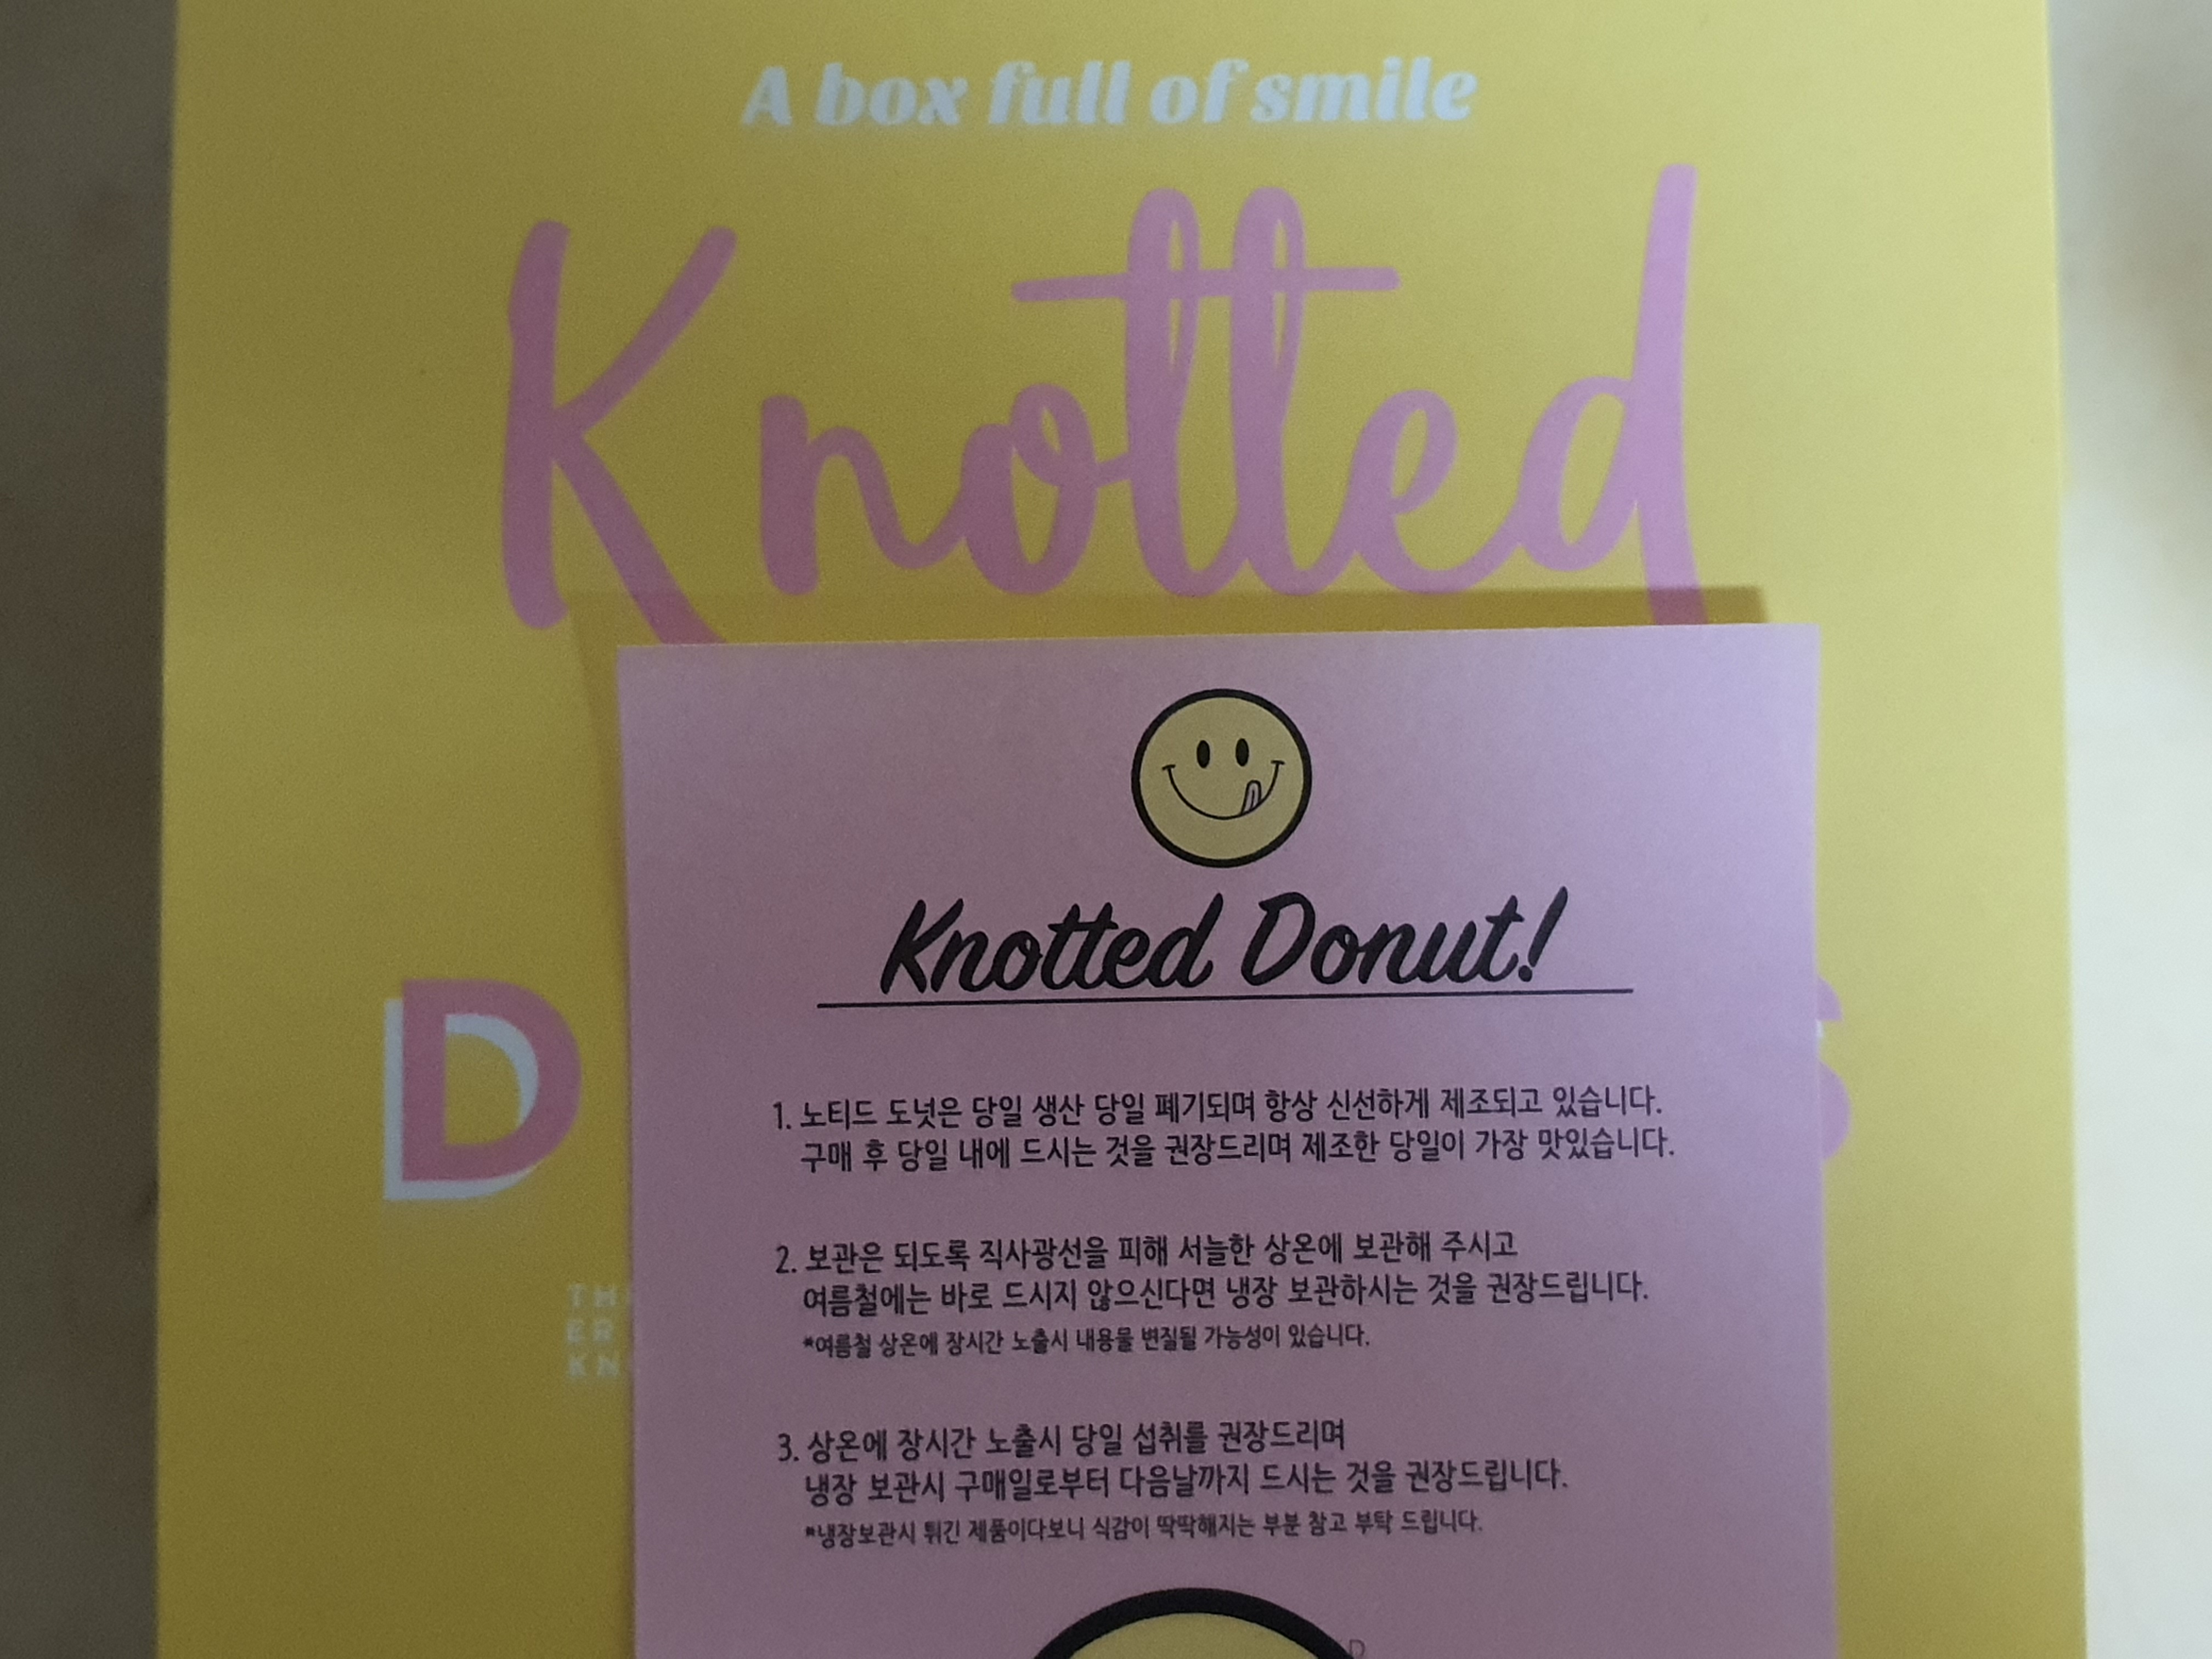 A box full of smile
Knotted
Knotted Donut!
D
S
1. 노티드 도넛은 당일 생산 당일 폐기되며 항상 신선하게 제조되고 있습니다.
구매 후 당일 내에 드시는 것을 권장드리며 제조한 당일이 가장 맛있습니다.
2. 보관은 되도록 직사광선을 피해 서늘한 상온에 보관해 주시고
여름철에는 바로 드시지 않으신다면 냉장 보관하시는 것을 권장드립니다.
*여름철 상온에 장시간 노출시 내용물 변질될 가능성이 있습니다.
TH
ER
KN
3. 상온에 장시간 노출시 당일 섭취를 권장드리며
냉장 보관시 구매일로부터 다음날까지 드시는 것을 권장드립니다.
*냉장보관시 튀긴 제품이다보니 식감이 딱딱해지는 부분 참고 부탁 드립니다.
D